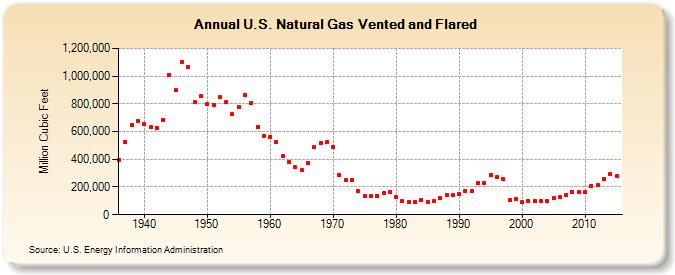 Annual U.S. Natural Gas Vented and Flared
Million Cubic Feet
1,200,000
1,000,000
800,000
600,000
400,000
200,000
0
1940 1950 1960 1970 1980 1990 2000 2010
Source: U.S. Energy Information Administration